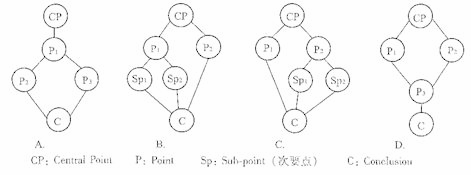 CP CP CP CP
P₁ P₁ P₂ P₁ P₂ P₁ P₂
P₂ P₃ Sp₁ Sp₂ Sp₁ Sp₂ P₃
C C C C
A. B. C. D.
CP: Central Point P: Point Sp: Sub-point (次要点) C: Conclusion